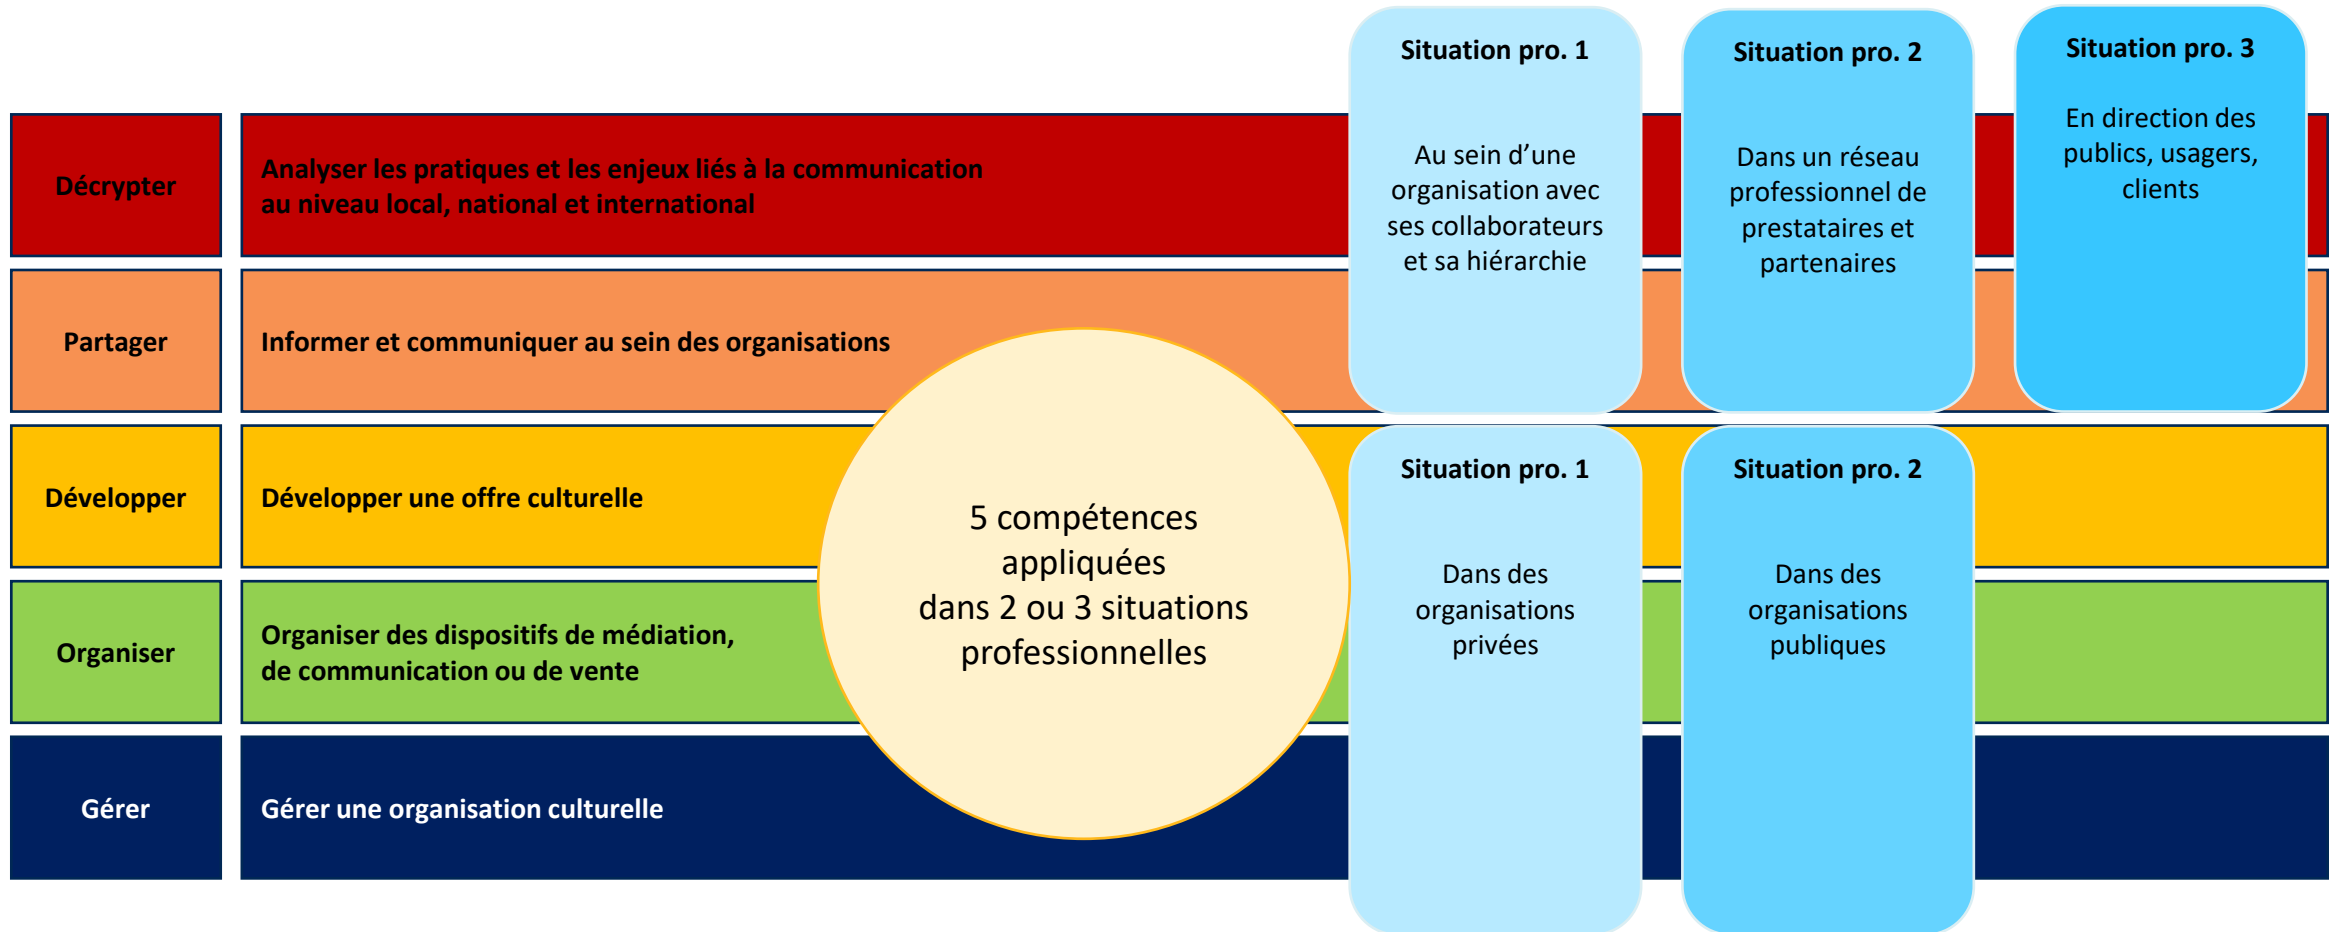 Situation pro. 1
Au sein d’une
organisation avec
ses collaborateurs
et sa hiérarchie
Situation pro. 2
Dans un réseau
professionnel de
prestataires et
partenaires
Situation pro. 3
En direction des
publics, usagers,
clients
Décrypter
Analyser les pratiques et les enjeux liés à la communication
au niveau local, national et international
Partager
Informer et communiquer au sein des organisations
Développer
Développer une offre culturelle
Organiser
Organiser des dispositifs de médiation,
de communication ou de vente
Gérer
Gérer une organisation culturelle
5 compétences
appliquées
dans 2 ou 3 situations
professionnelles
Situation pro. 1
Dans des
organisations
privées
Situation pro. 2
Dans des
organisations
publiques